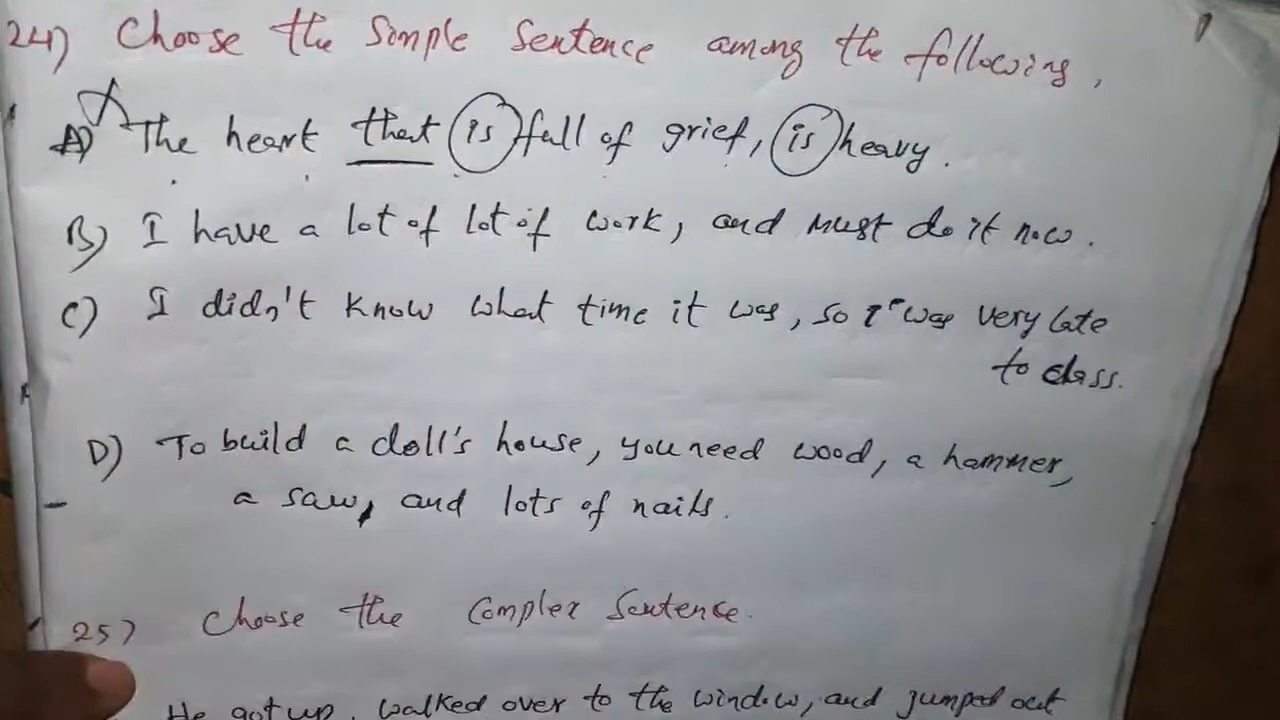 24) Choose the Simple Sentence among the following,
A) The heart that is full of grief, is heavy.
B) I have a lot of lot of work, and must do it now.
C) I didn't know what time it was, so I was very late
to class.
D) To build a doll's house, you need wood, a hammer,
a saw, and lots of nails.
25) Choose the Complex Sentence.
He got up, walked over to the window, and jumped out